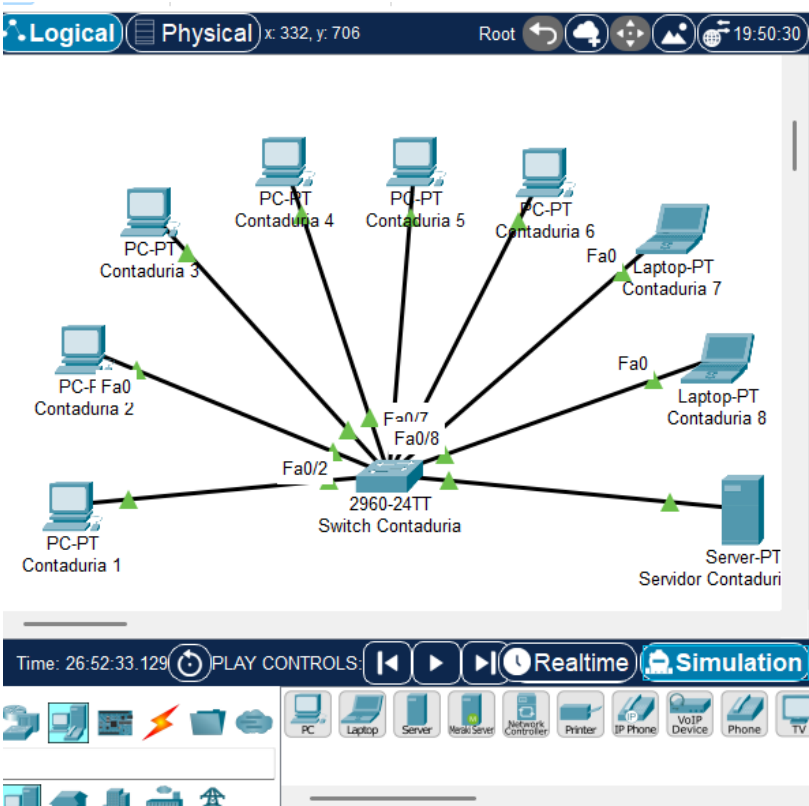 Logical
Physical
x: 332, y: 706
Root
19:50:30
PC-PT
Contaduria 4
PC-PT
Contaduria 5
PC-PT
Contaduria 6
PC-PT
Contaduria 3
Fa0
Laptop-PT
Contaduria 7
Fa0
Fa0
Contaduria 2
Laptop-PT
Contaduria 8
Fa0/7
Fa0/8
Fa0/2
2960-24TT
Switch Contaduria
PC-PT
Contaduria 1
Server-PT
Servidor Contaduri
Time: 26:52:33.129
PLAY CONTROLS:
Realtime
Simulation
PC
Laptop
Server
Meraki Server
Network
Controller
Printer
IP
IP Phone
VoIP
Device
Phone
TV